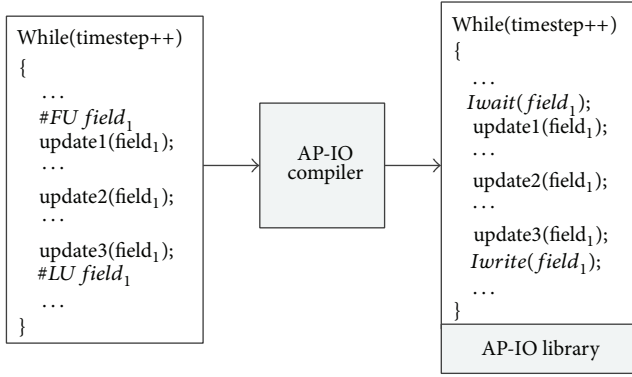 While(timestep++)
{
...
#FU field₁
update1(field₁);
...
update2(field₁);
...
update3(field₁);
#LU field₁
...
}
AP-IO
compiler
While(timestep++)
{
...
Iwait(field₁);
update1(field₁);
...
update2(field₁);
...
update3(field₁);
Iwrite(field₁);
...
}
AP-IO library